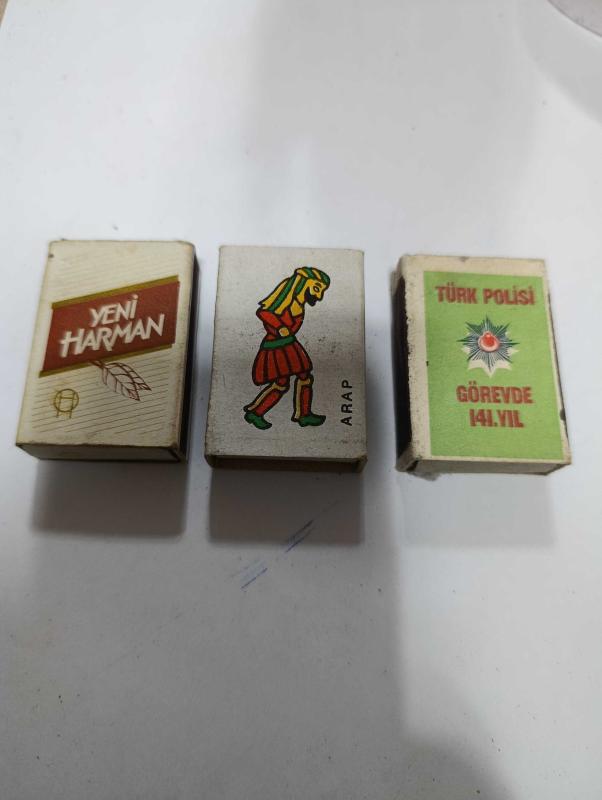 YENİ
HARMAN
ARAP
TÜRK POLİSİ
GÖREVDE
141.YIL